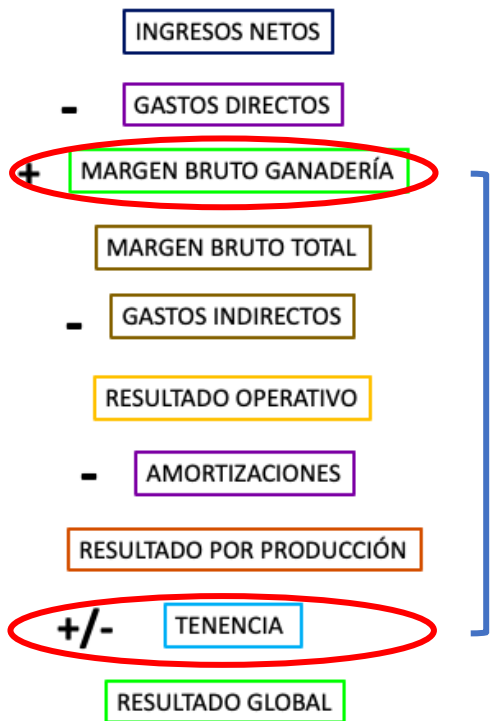 INGRESOS NETOS
- GASTOS DIRECTOS
+ MARGEN BRUTO GANADERÍA
MARGEN BRUTO TOTAL
- GASTOS INDIRECTOS
RESULTADO OPERATIVO
- AMORTIZACIONES
RESULTADO POR PRODUCCIÓN
+/- TENENCIA
RESULTADO GLOBAL